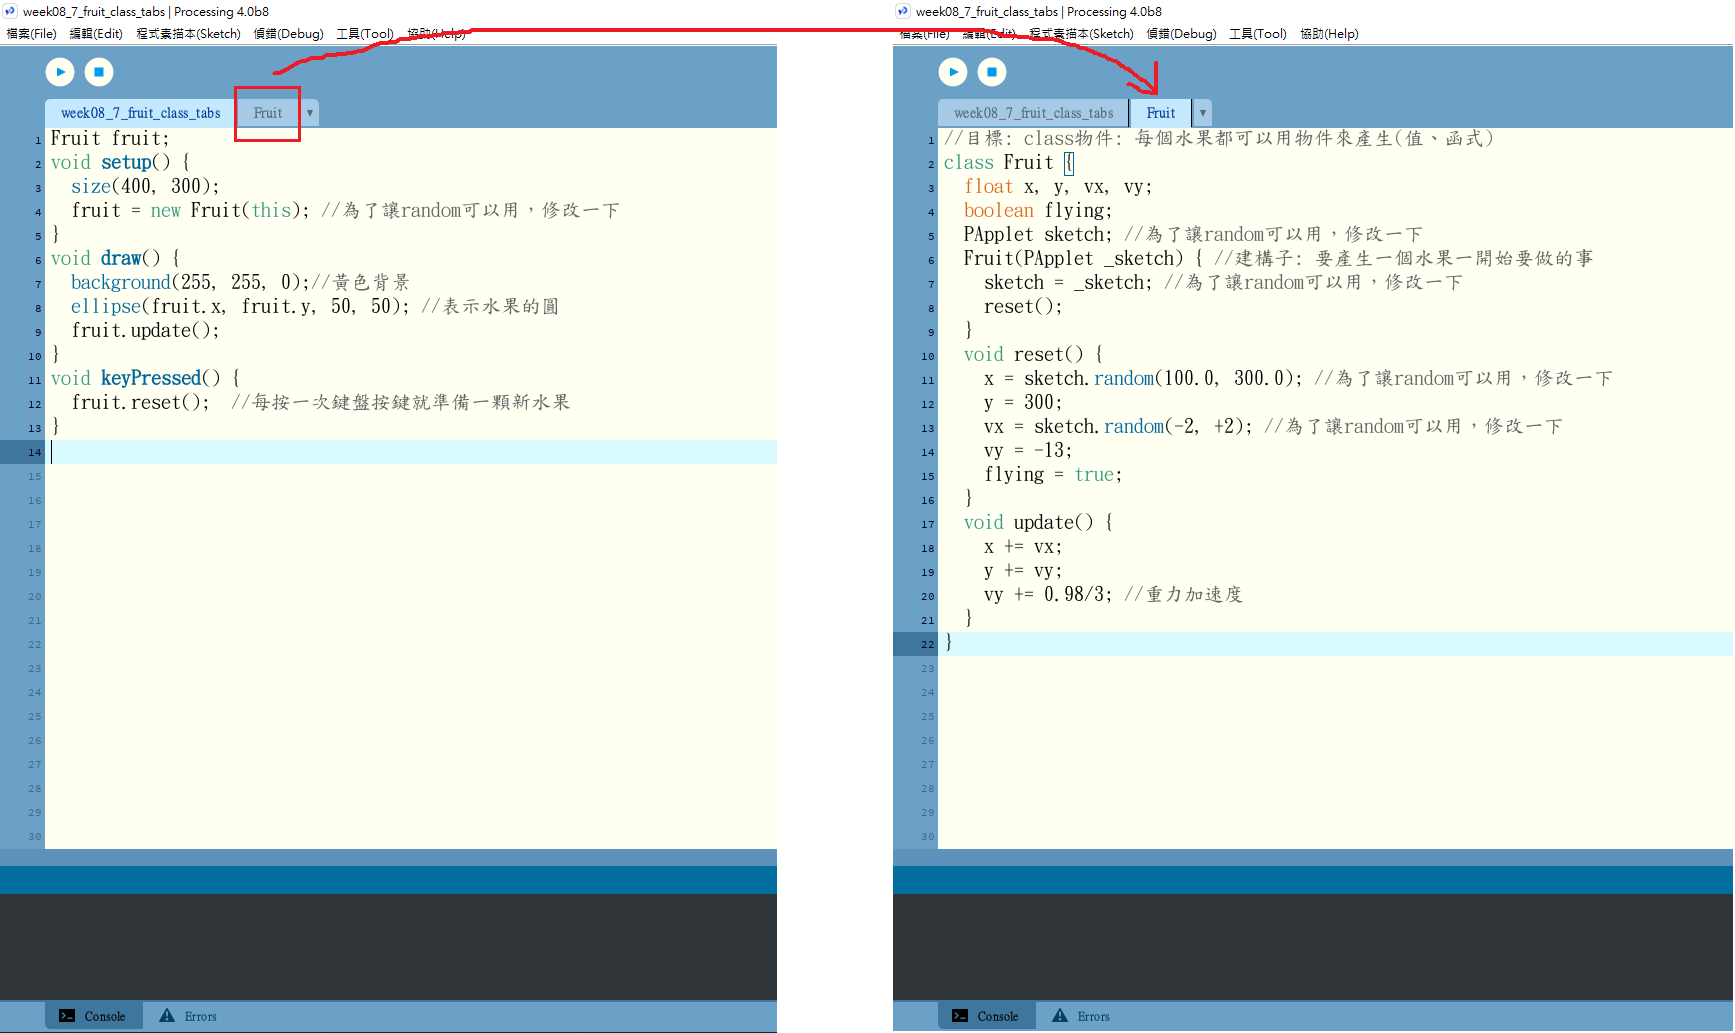 week08_7_fruit_class_tabs | Processing 4.0b8
檔案(File) 編輯(Edit) 程式素描本(Sketch) 偵錯(Debug) 工具(Tool) 協助(Help)
week08_7_fruit_class_tabs Fruit ▼
1 Fruit fruit;
2 void setup() {
3 size(400, 300);
4 fruit = new Fruit(this); //為了讓random可以用，修改一下
5 }
6 void draw() {
7 background(255, 255, 0);//黃色背景
8 ellipse(fruit.x, fruit.y, 50, 50); //表示水果的圓
9 fruit.update();
10 }
11 void keyPressed() {
12 fruit.reset(); //每按一次鍵盤按鍵就準備一顆新水果
13 }
14
15
16
17
18
19
20
21
22
23
24
25
26
27
28
29
30
Console Errors
week08_7_fruit_class_tabs | Processing 4.0b8
檔案(File) 編輯(Edit) 程式素描本(Sketch) 偵錯(Debug) 工具(Tool) 協助(Help)
week08_7_fruit_class_tabs Fruit ▼
1 //目標: class物件: 每個水果都可以用物件來產生(值、函式)
2 class Fruit {
3 float x, y, vx, vy;
4 boolean flying;
5 PApplet sketch; //為了讓random可以用，修改一下
6 Fruit(PApplet _sketch) { //建構子: 要產生一個水果一開始要做的事
7 sketch = _sketch; //為了讓random可以用，修改一下
8 reset();
9 }
10 void reset() {
11 x = sketch.random(100.0, 300.0); //為了讓random可以用，修改一下
12 y = 300;
13 vx = sketch.random(-2, +2); //為了讓random可以用，修改一下
14 vy = -13;
15 flying = true;
16 }
17 void update() {
18 x += vx;
19 y += vy;
20 vy += 0.98/3; //重力加速度
21 }
22 }
23
24
25
26
27
28
29
30
Console Errors